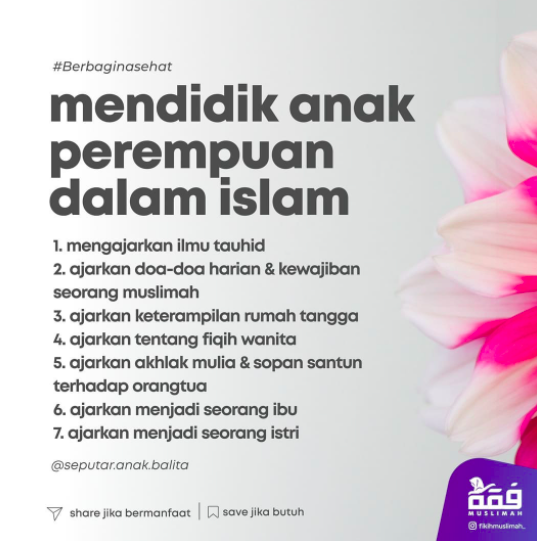 #Berbaginasehat
mendidik anak
perempuan
dalam islam
1. mengajarkan ilmu tauhid
2. ajarkan doa-doa harian & kewajiban
seorang muslimah
3. ajarkan keterampilan rumah tangga
4. ajarkan tentang fiqih wanita
5. ajarkan akhlak mulia & sopan santun
terhadap orangtua
6. ajarkan menjadi seorang ibu
7. ajarkan menjadi seorang istri
@seputar.anak.balita
share jika bermanfaat | save jika butuh
MUSLIMAH
fikihmuslimah_